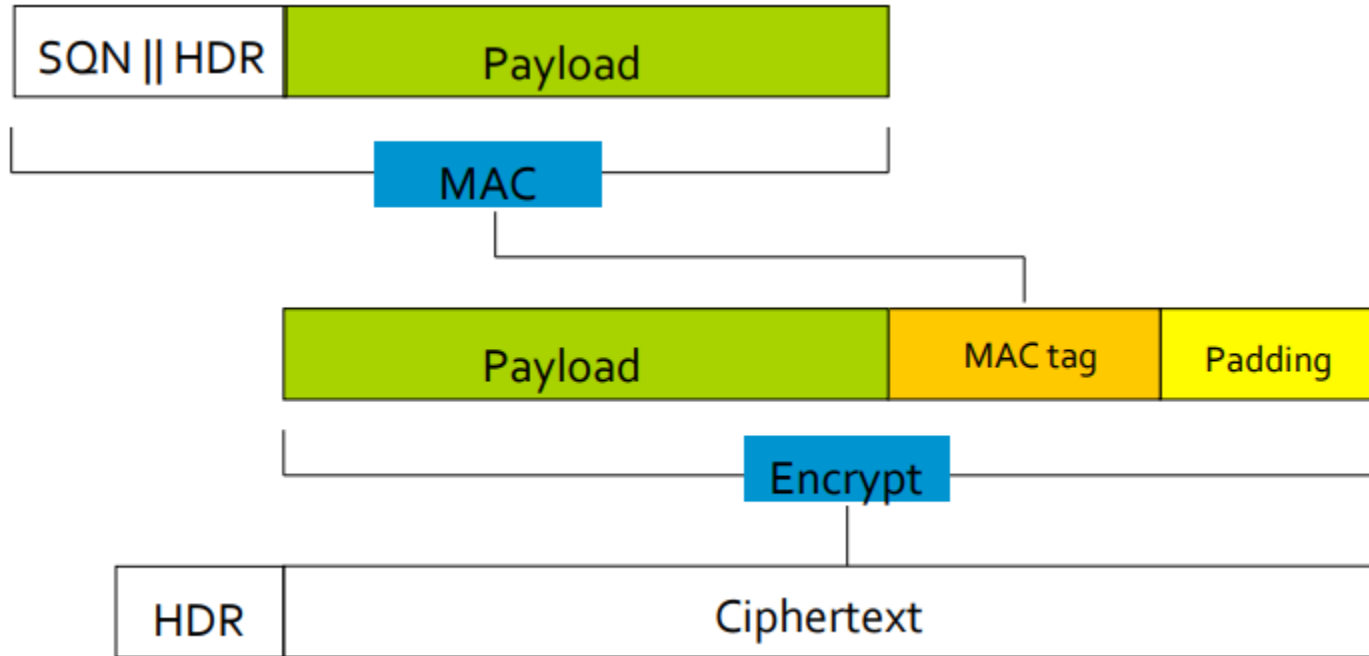 SQN || HDR Payload
MAC
Payload MAC tag Padding
Encrypt
HDR Ciphertext